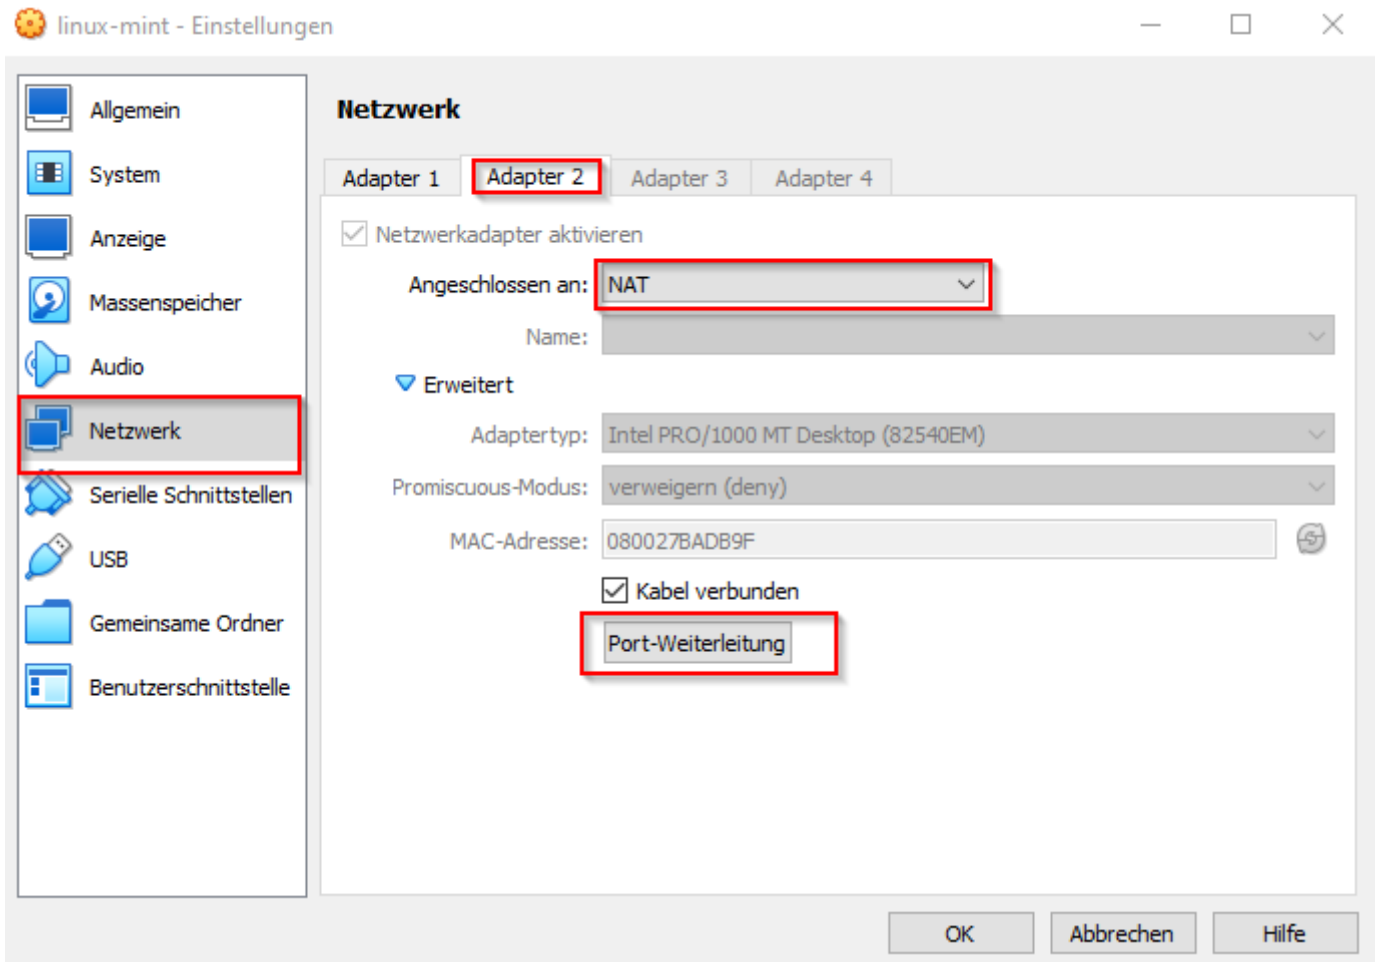 linux-mint - Einstellungen
Allgemein
System
Anzeige
Massenspeicher
Audio
Netzwerk
Serielle Schnittstellen
USB
Gemeinsame Ordner
Benutzerschnittstelle
Netzwerk
Adapter 1 Adapter 2 Adapter 3 Adapter 4
Netzwerkadapter aktivieren
Angeschlossen an: NAT
Name:
Erweitert
Adaptertyp: Intel PRO/1000 MT Desktop (82540EM)
Promiscuous-Modus: verweigern (deny)
MAC-Adresse: 080027BADB9F
Kabel verbunden
Port-Weiterleitung
OK Abbrechen Hilfe